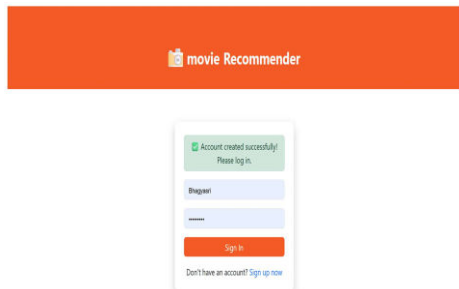 movie Recommender
Account created successfully!
Please log in.
Bhagyasri
••••••••
Sign In
Don't have an account? Sign up now